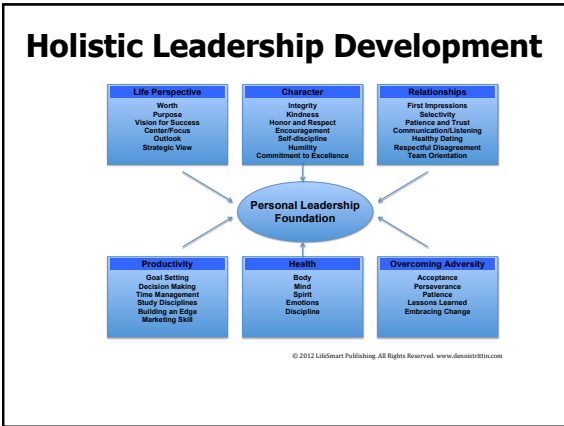 Holistic Leadership Development
Life Perspective
Worth
Purpose
Vision for Success
Center/Focus
Outlook
Strategic View
Character
Integrity
Kindness
Honor and Respect
Encouragement
Self-discipline
Humility
Commitment to Excellence
Relationships
First Impressions
Selectivity
Patience and Trust
Communication/Listening
Healthy Dating
Respectful Disagreement
Team Orientation
Personal Leadership
Foundation
Productivity
Goal Setting
Decision Making
Time Management
Study Disciplines
Building an Edge
Marketing Skill
Health
Body
Mind
Spirit
Emotions
Discipline
Overcoming Adversity
Acceptance
Perseverance
Patience
Lessons Learned
Embracing Change
© 2012 LifeSmart Publishing. All Rights Reserved. www.dennistrittin.com